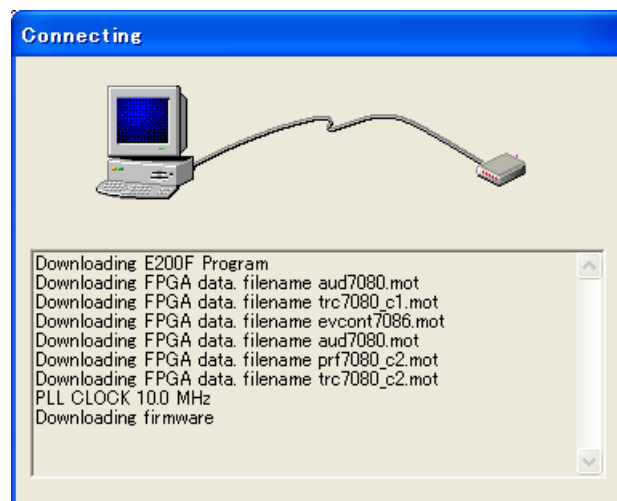 Connecting
Downloading E200F Program
Downloading FPGA data. filename aud7080.mot
Downloading FPGA data. filename trc7080_c1.mot
Downloading FPGA data. filename evcont7086.mot
Downloading FPGA data. filename aud7080.mot
Downloading FPGA data. filename prf7080_c2.mot
Downloading FPGA data. filename trc7080_c2.mot
PLL CLOCK 10.0 MHz
Downloading firmware